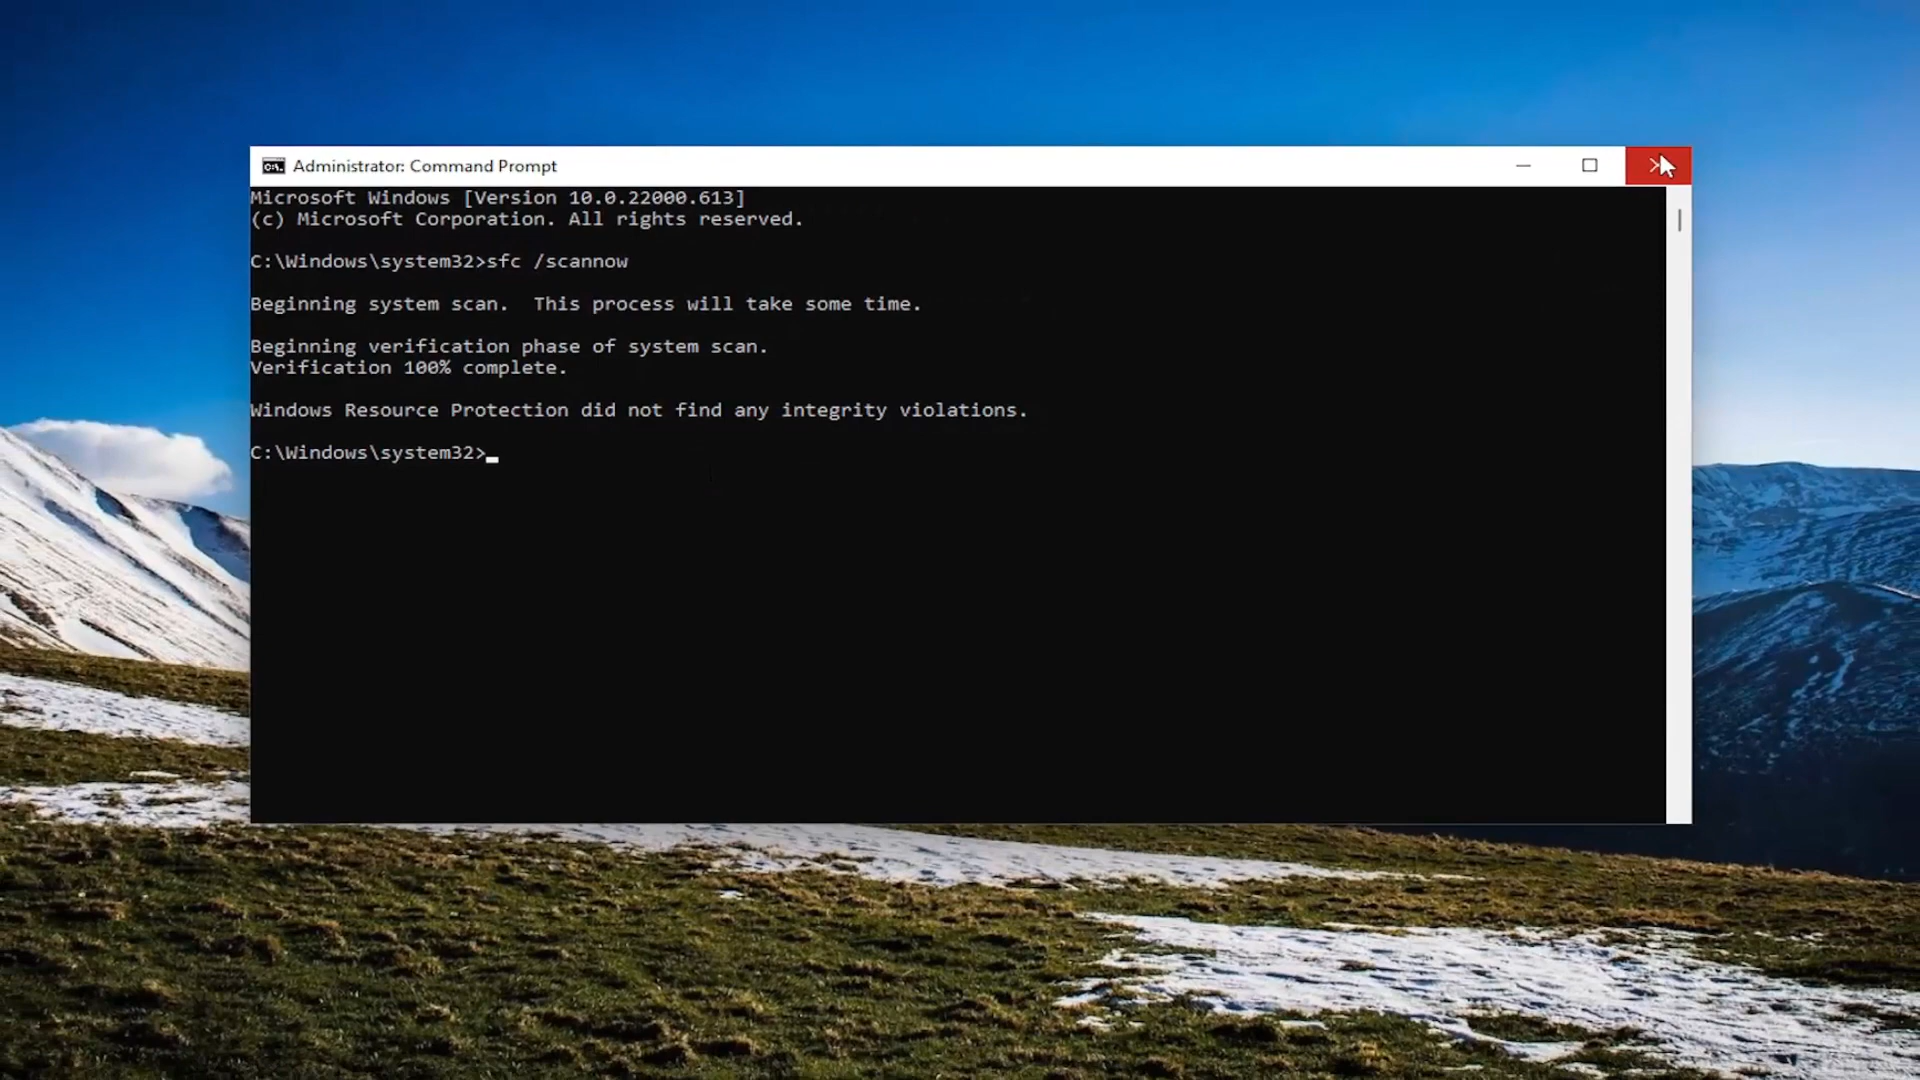 Administrator: Command Prompt
Microsoft Windows [Version 10.0.22000.613]
(c) Microsoft Corporation. All rights reserved.
C:\Windows\system32>sfc /scannow
Beginning system scan.  This process will take some time.
Beginning verification phase of system scan.
Verification 100% complete.
Windows Resource Protection did not find any integrity violations.
C:\Windows\system32>